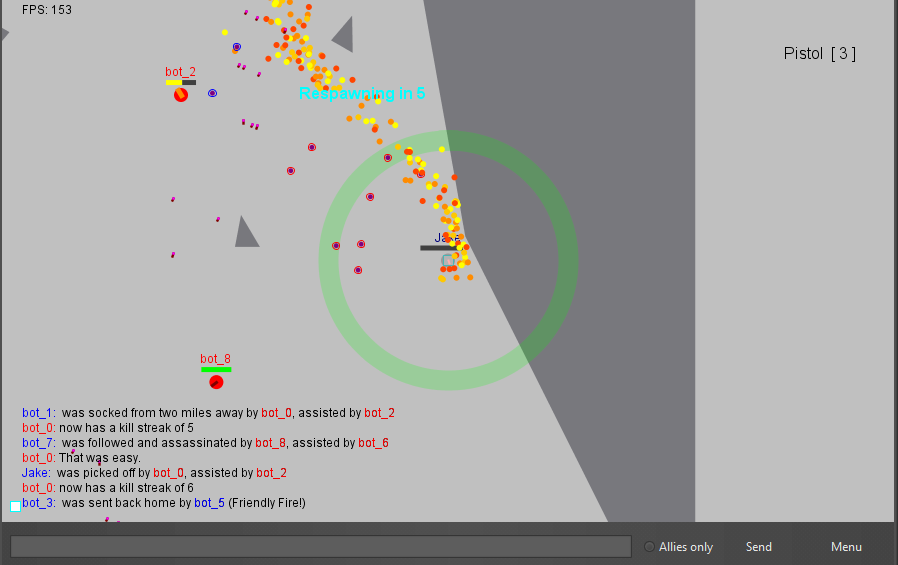 FPS: 153
Pistol [ 3 ]
bot_2
Respawning in 5
Jake
bot_8
bot_1: was socked from two miles away by bot_0, assisted by bot_2
bot_0: now has a kill streak of 5
bot_7: was followed and assassinated by bot_8, assisted by bot_6
bot_0: That was easy.
Jake: was picked off by bot_0, assisted by bot_2
bot_0: now has a kill streak of 6
bot_3: was sent back home by bot_5 (Friendly Fire!)
Allies only
Send
Menu